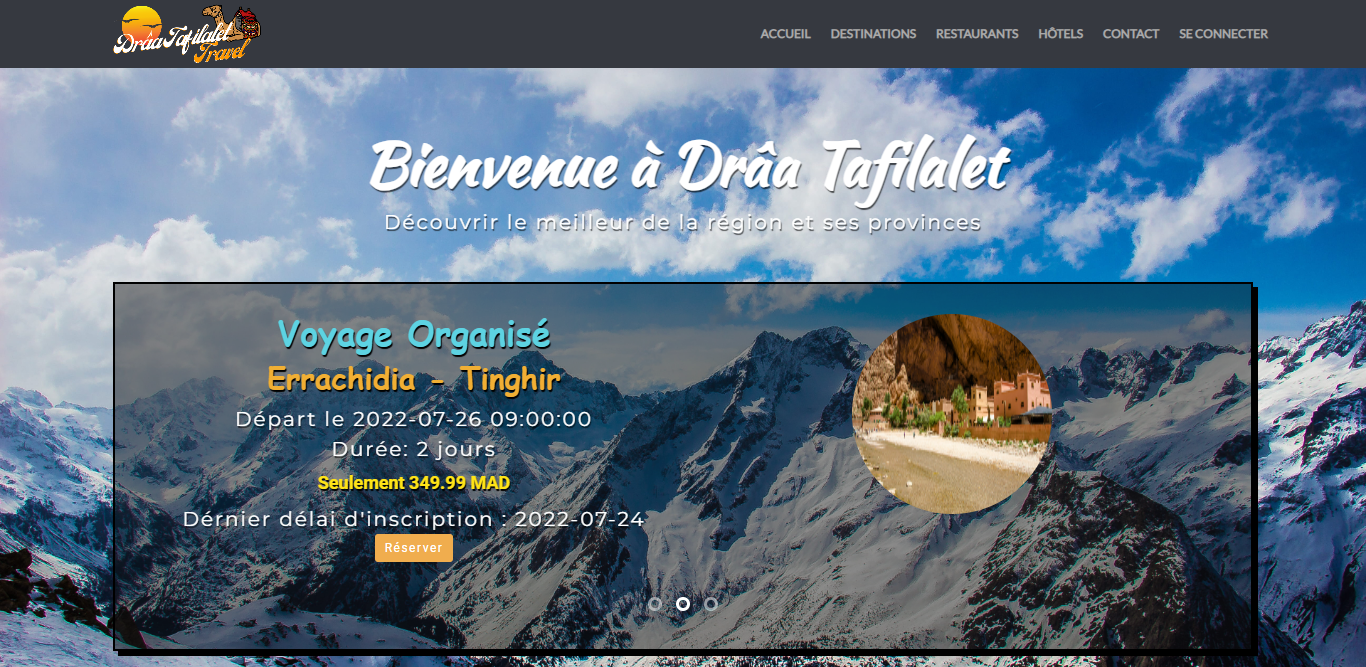 Drâa Tafilalet
Travel
ACCUEIL DESTINATIONS RESTAURANTS HÔTELS CONTACT SE CONNECTER
Bienvenue à Drâa Tafilalet
Découvrir le meilleur de la région et ses provinces
Voyage Organisé
Errachidia - Tinghir
Départ le 2022-07-26 09:00:00
Durée: 2 jours
Seulement 349.99 MAD
Dérnier délai d'inscription : 2022-07-24
Réserver